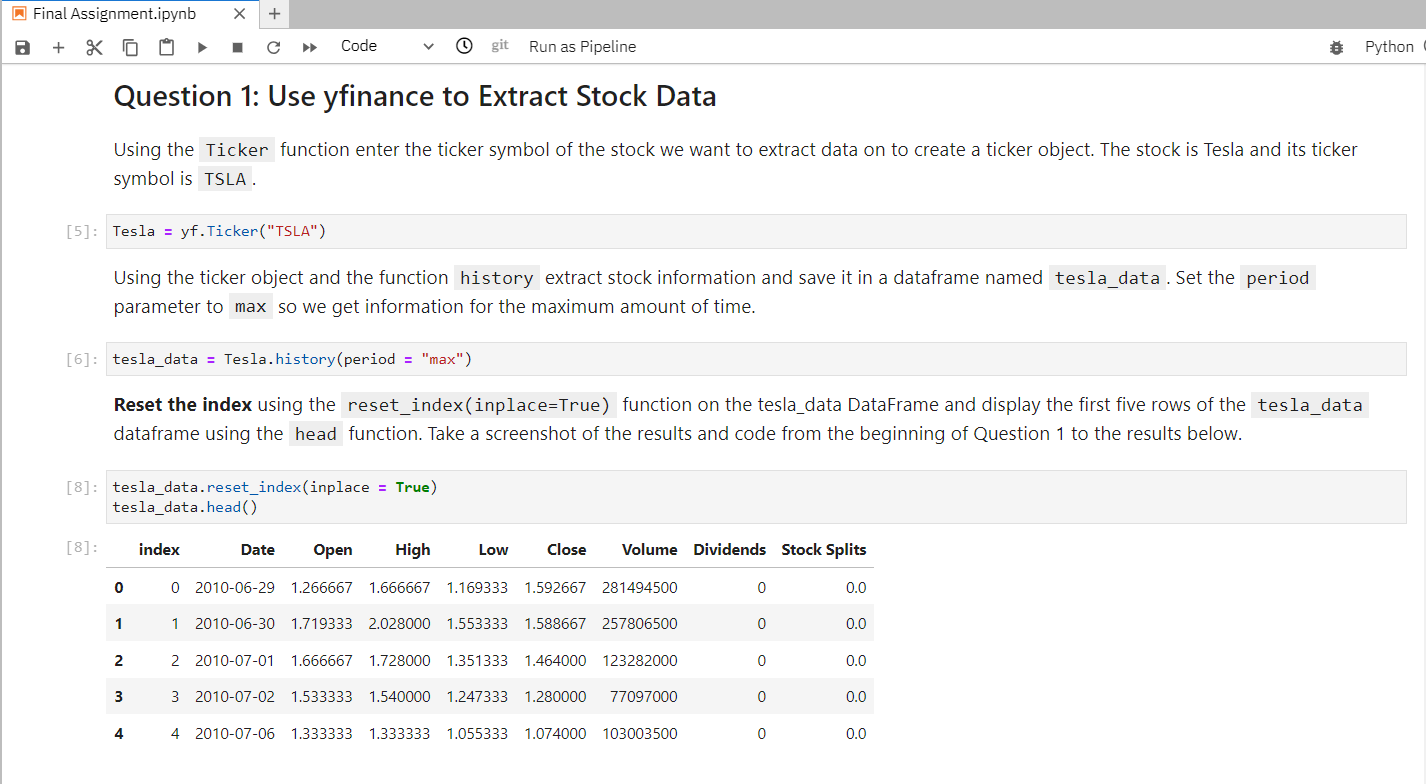 Final Assignment.ipynb
Code git Run as Pipeline Python
Question 1: Use yfinance to Extract Stock Data
Using the Ticker function enter the ticker symbol of the stock we want to extract data on to create a ticker object. The stock is Tesla and its ticker
symbol is TSLA .
[5]: Tesla = yf.Ticker("TSLA")
Using the ticker object and the function history extract stock information and save it in a dataframe named tesla_data . Set the period
parameter to max so we get information for the maximum amount of time.
[6]: tesla_data = Tesla.history(period = "max")
Reset the index using the reset_index(inplace=True) function on the tesla_data DataFrame and display the first five rows of the tesla_data
dataframe using the head function. Take a screenshot of the results and code from the beginning of Question 1 to the results below.
[8]: tesla_data.reset_index(inplace = True)
tesla_data.head()
[8]: index Date Open High Low Close Volume Dividends Stock Splits
0 0 2010-06-29 1.266667 1.666667 1.169333 1.592667 281494500 0 0.0
1 1 2010-06-30 1.719333 2.028000 1.553333 1.588667 257806500 0 0.0
2 2 2010-07-01 1.666667 1.728000 1.351333 1.464000 123282000 0 0.0
3 3 2010-07-02 1.533333 1.540000 1.247333 1.280000 77097000 0 0.0
4 4 2010-07-06 1.333333 1.333333 1.055333 1.074000 103003500 0 0.0